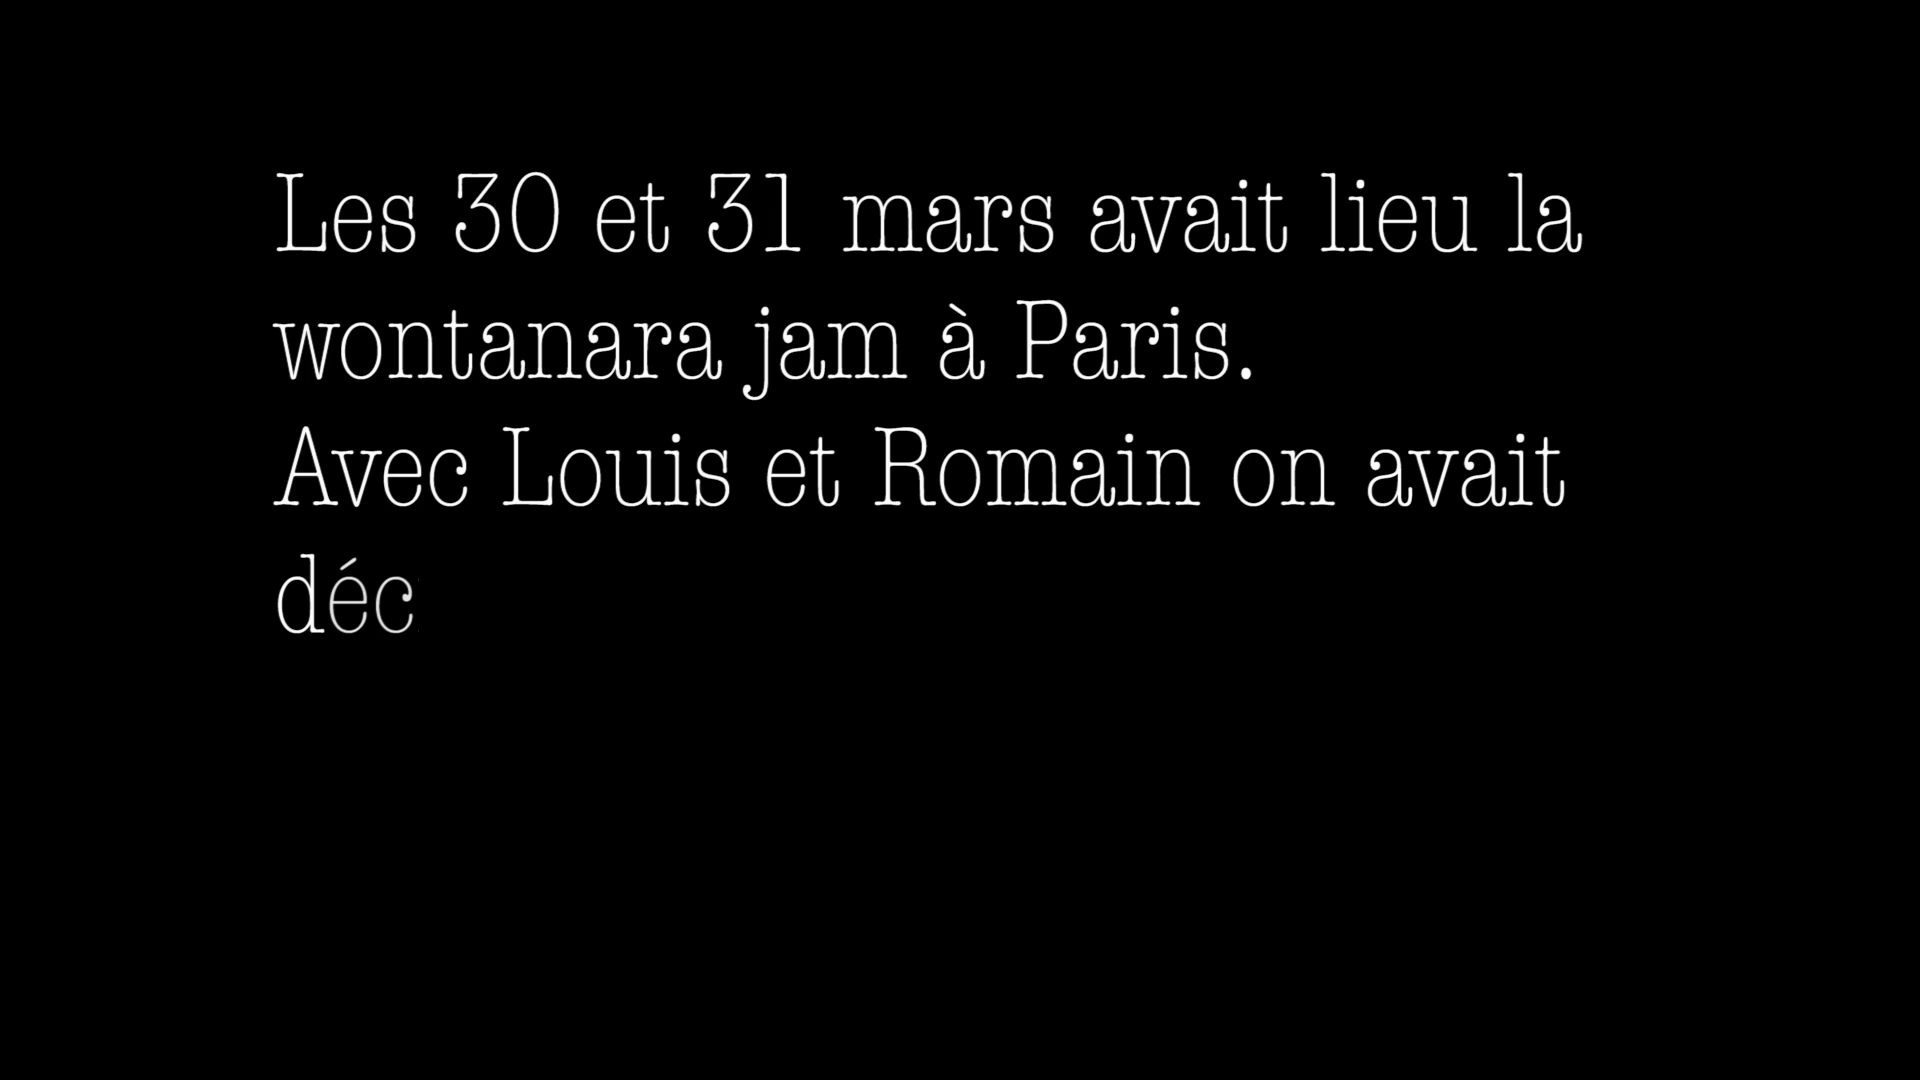 Les 30 et 31 mars avait lieu la
wontanara jam à Paris.
Avec Louis et Romain on avait
déc